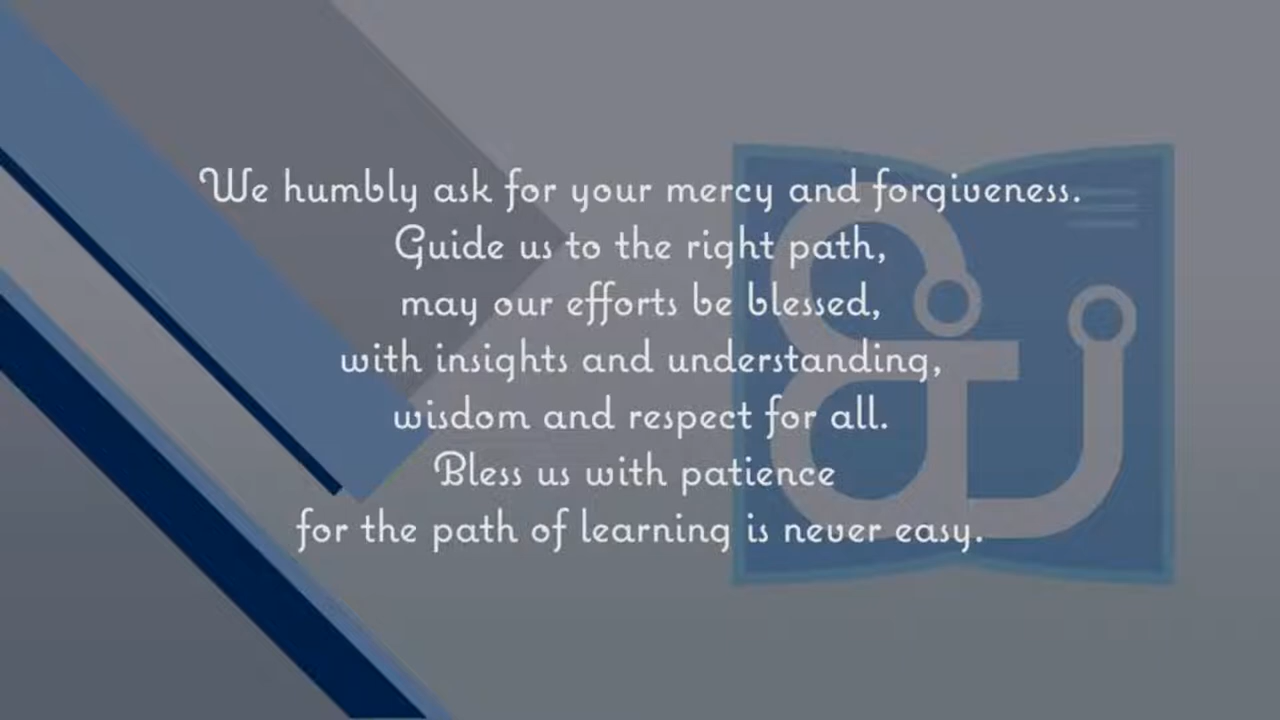 We humbly ask for your mercy and forgiveness.
Guide us to the right path,
may our efforts be blessed,
with insights and understanding,
wisdom and respect for all.
Bless us with patience
for the path of learning is never easy.